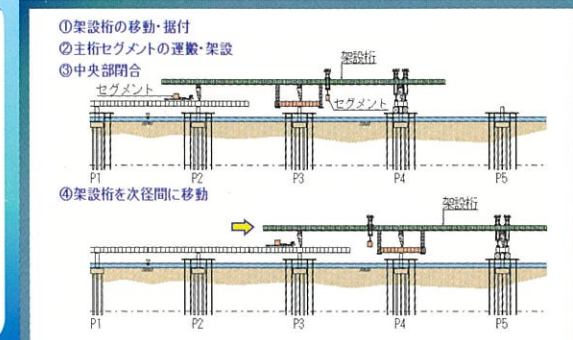 ①架設桁の移動・据付
②主桁セグメントの運搬・架設
③中央部閉合
架設桁
セグメント
セグメント
P1 P2 P3 P4 P5
④架設桁を次径間に移動
架設桁
P1 P2 P3 P4 P5